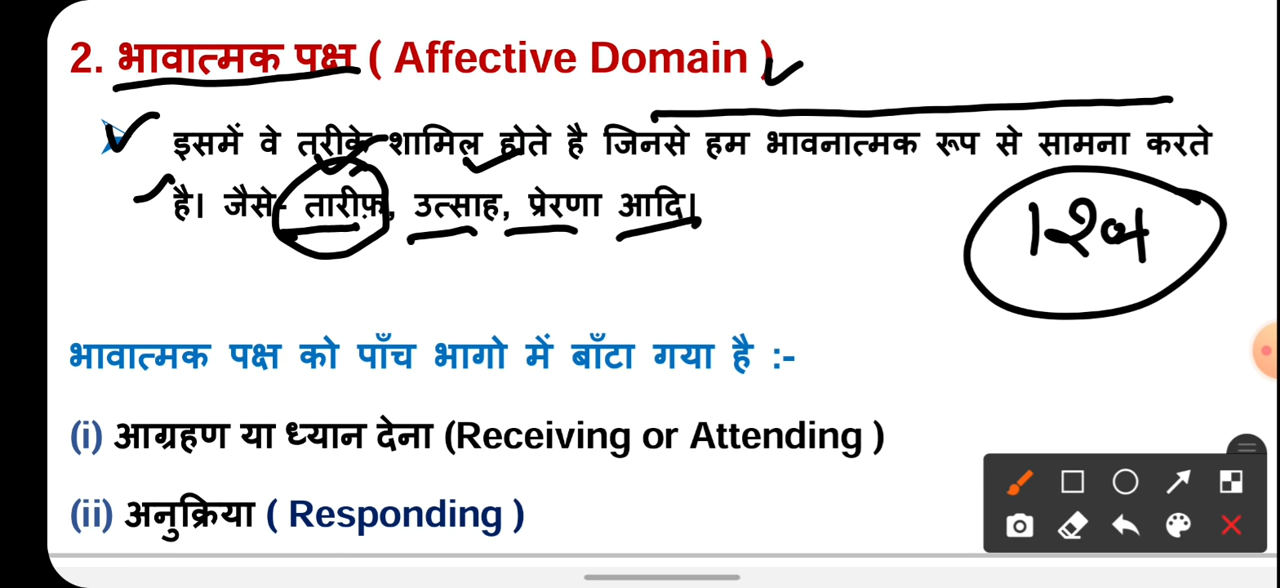 2. भावात्मक पक्ष ( Affective Domain )
इसमें वे तरीके शामिल होते है जिनसे हम भावनात्मक रूप से सामना करते
है। जैसे- तारीफ़, उत्साह, प्रेरणा आदि।
भावात्मक पक्ष को पाँच भागो में बाँटा गया है :-
(i) आग्रहण या ध्यान देना (Receiving or Attending )
(ii) अनुक्रिया ( Responding )